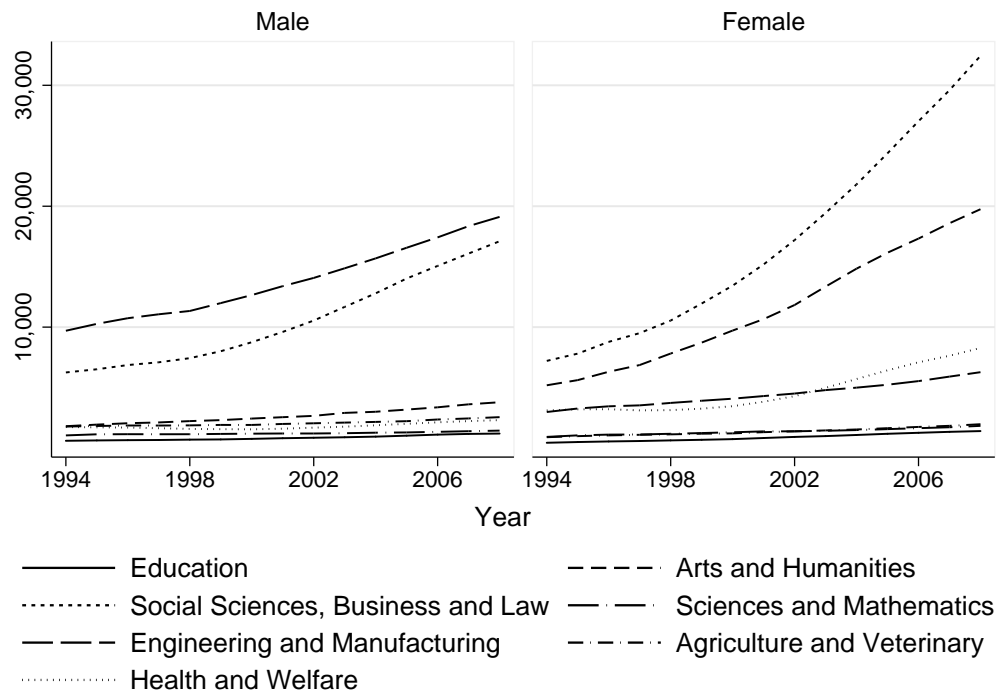 Male Female
30,000
20,000
10,000
1994 1998 2002 2006 1994 1998 2002 2006
Year
Education Arts and Humanities
Social Sciences, Business and Law Sciences and Mathematics
Engineering and Manufacturing Agriculture and Veterinary
Health and Welfare